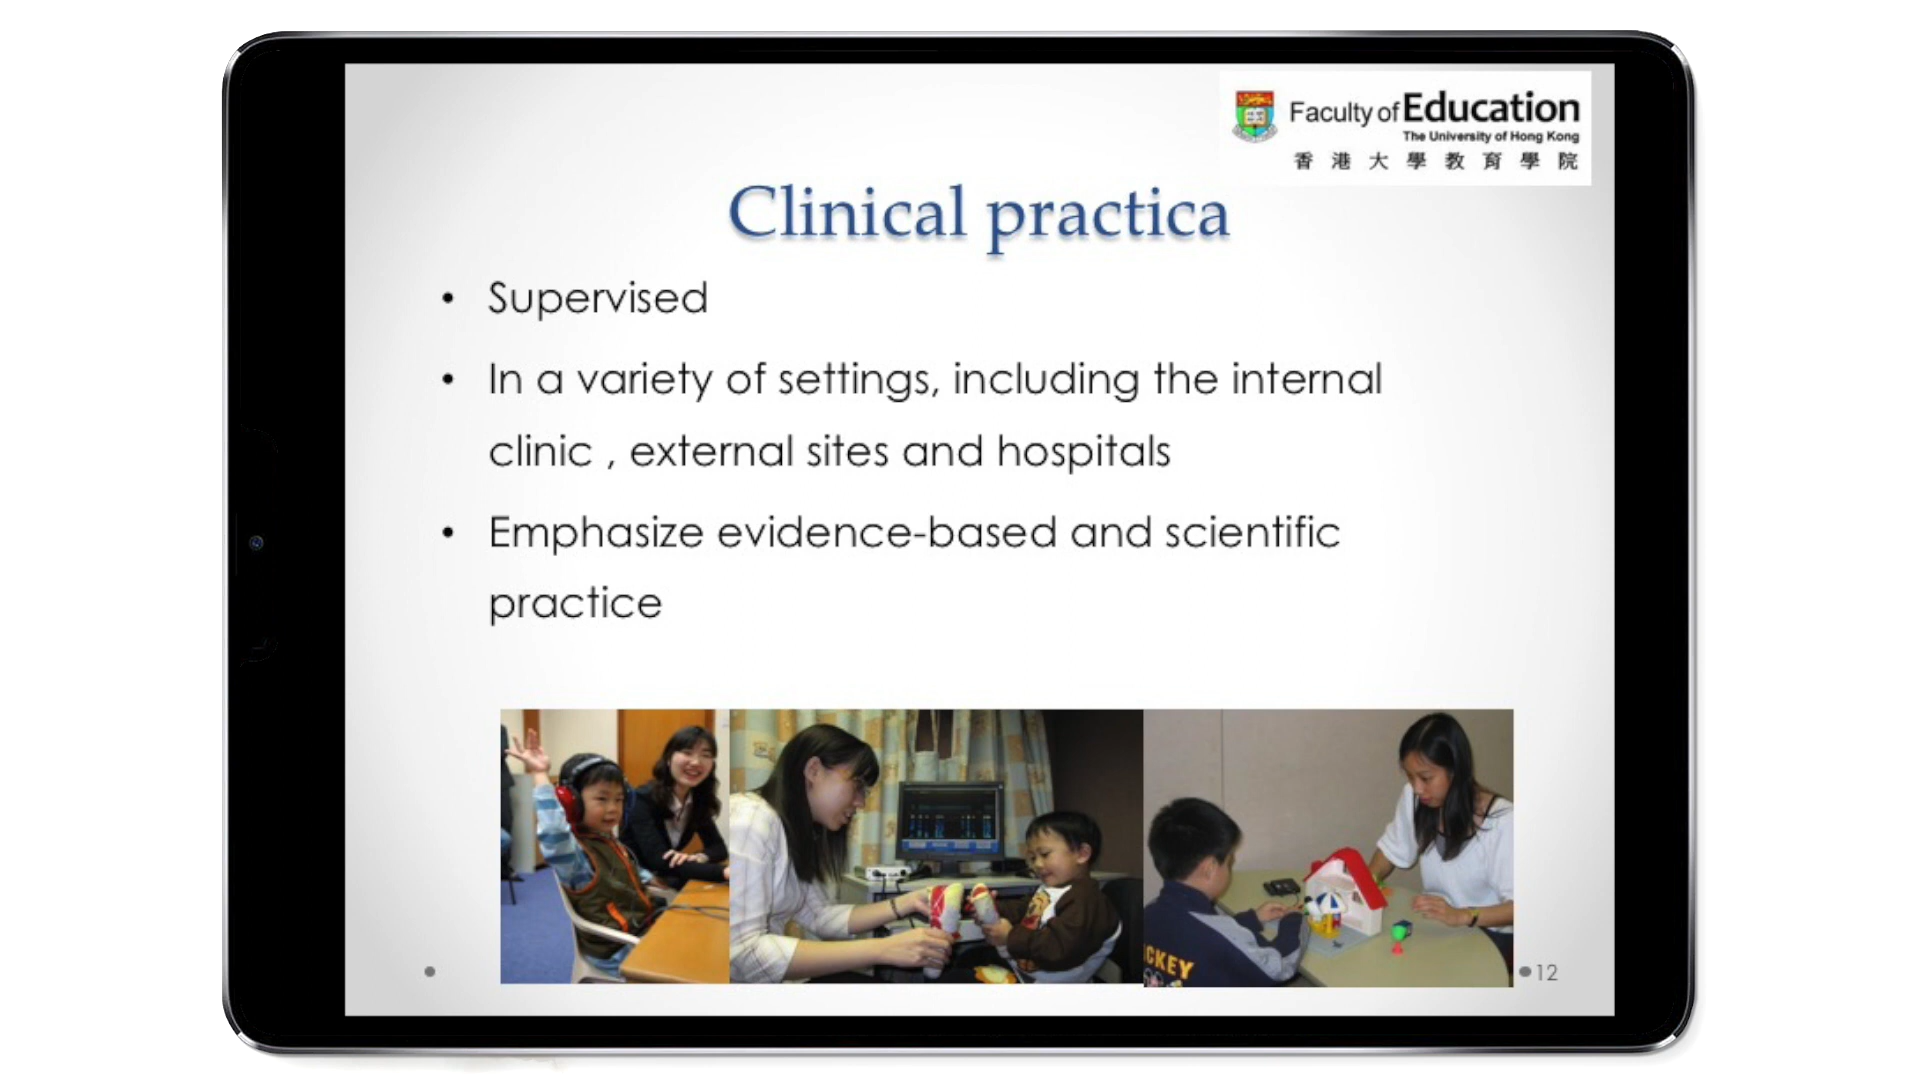 Faculty of Education
The University of Hong Kong
香港大學教育學院
Clinical practica
• Supervised
• In a variety of settings, including the internal
clinic , external sites and hospitals
• Emphasize evidence-based and scientific
practice
CKEY
12